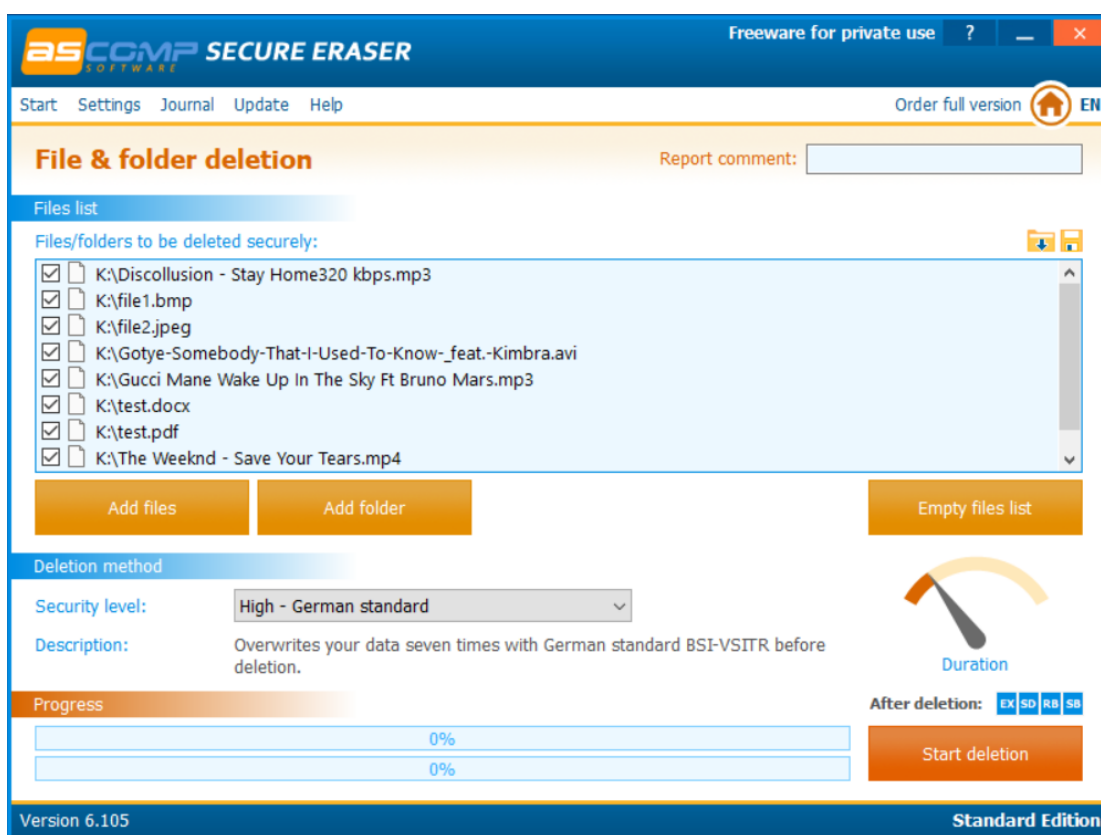 Freeware for private use ?
ascomp SECURE ERASER
SOFTWARE
Start Settings Journal Update Help Order full version EN
File & folder deletion
Report comment:
Files list
Files/folders to be deleted securely:
K:\Discollusion - Stay Home320 kbps.mp3
K:\file1.bmp
K:\file2.jpeg
K:\Gotye-Somebody-That-I-Used-To-Know-_feat.-Kimbra.avi
K:\Gucci Mane Wake Up In The Sky Ft Bruno Mars.mp3
K:\test.docx
K:\test.pdf
K:\The Weeknd - Save Your Tears.mp4
Add files Add folder Empty files list
Deletion method
Security level: High - German standard
Description: Overwrites your data seven times with German standard BSI-VSITR before
deletion.
Duration
Progress
After deletion: EX SD RB SB
0%
0%
Start deletion
Version 6.105 Standard Edition